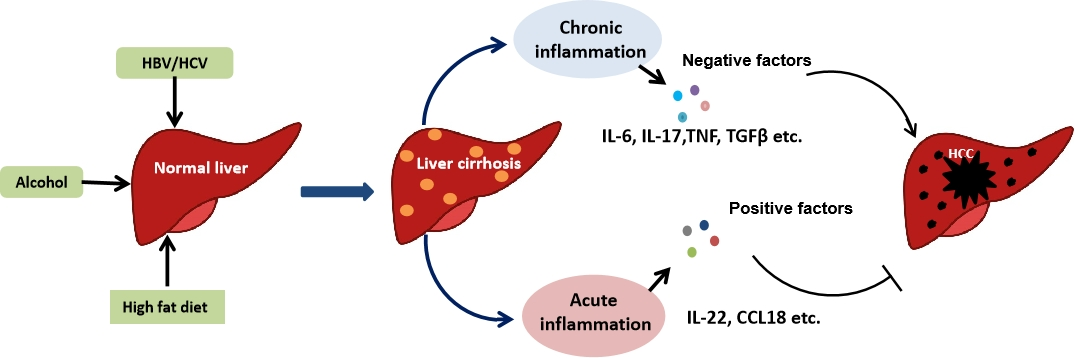 HBV/HCV
Alcohol
Normal liver
High fat diet
Liver cirrhosis
Chronic
inflammation
Negative factors
IL-6, IL-17,TNF, TGFβ etc.
Acute
inflammation
Positive factors
IL-22, CCL18 etc.
HCC